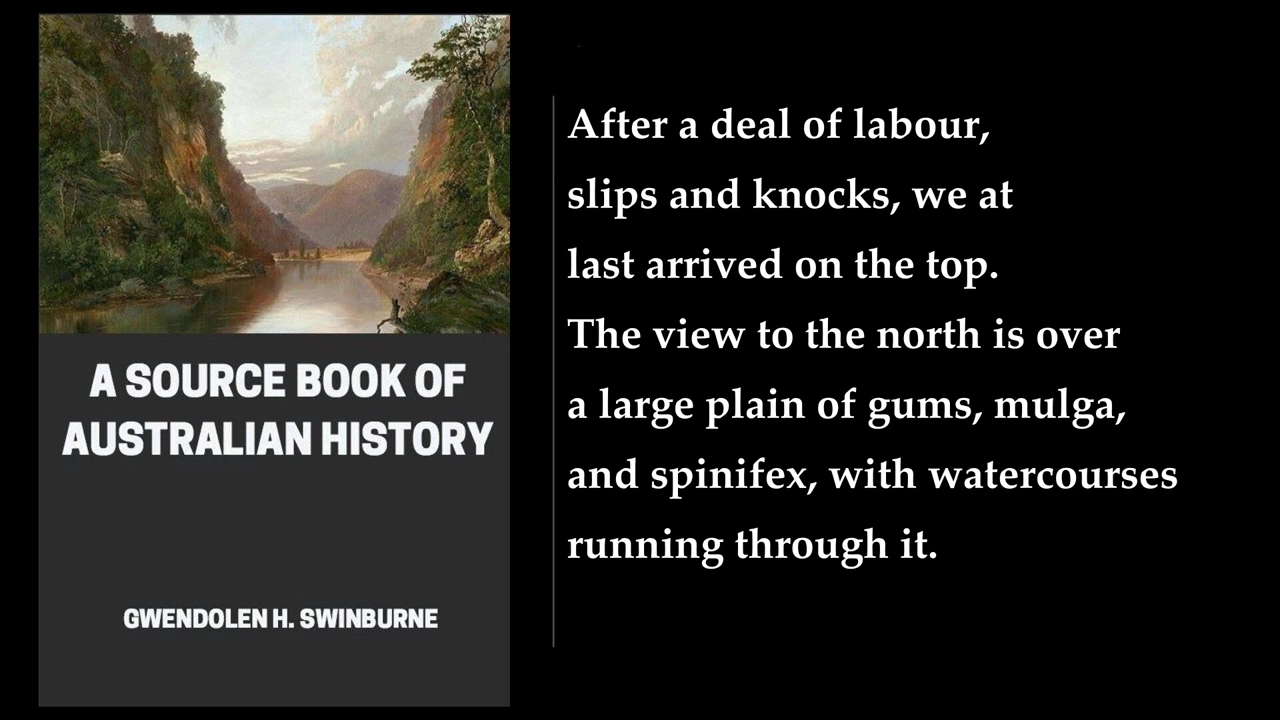 A SOURCE BOOK OF
AUSTRALIAN HISTORY
GWENDOLEN H. SWINBURNE
After a deal of labour,
slips and knocks, we at
last arrived on the top.
The view to the north is over
a large plain of gums, mulga,
and spinifex, with watercourses
running through it.